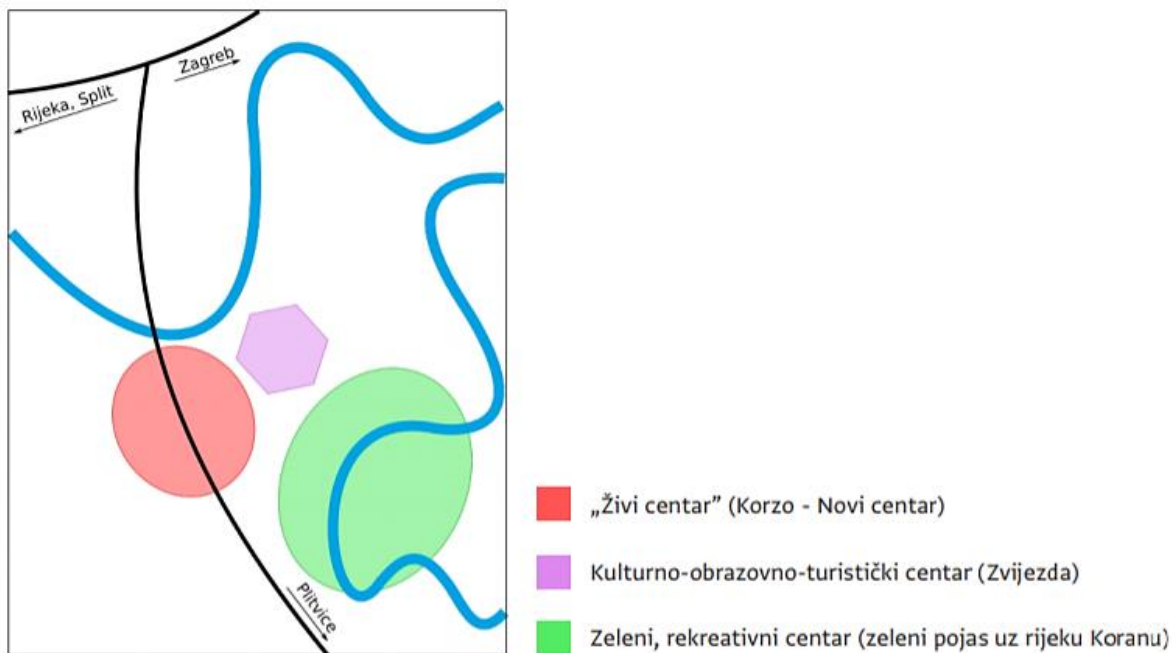 Zagreb
Rijeka, Split
Plitvice
„Živi centar” (Korzo - Novi centar)
Kulturno-obrazovno-turistički centar (Zvijezda)
Zeleni, rekreativni centar (zeleni pojas uz rijeku Koranu)